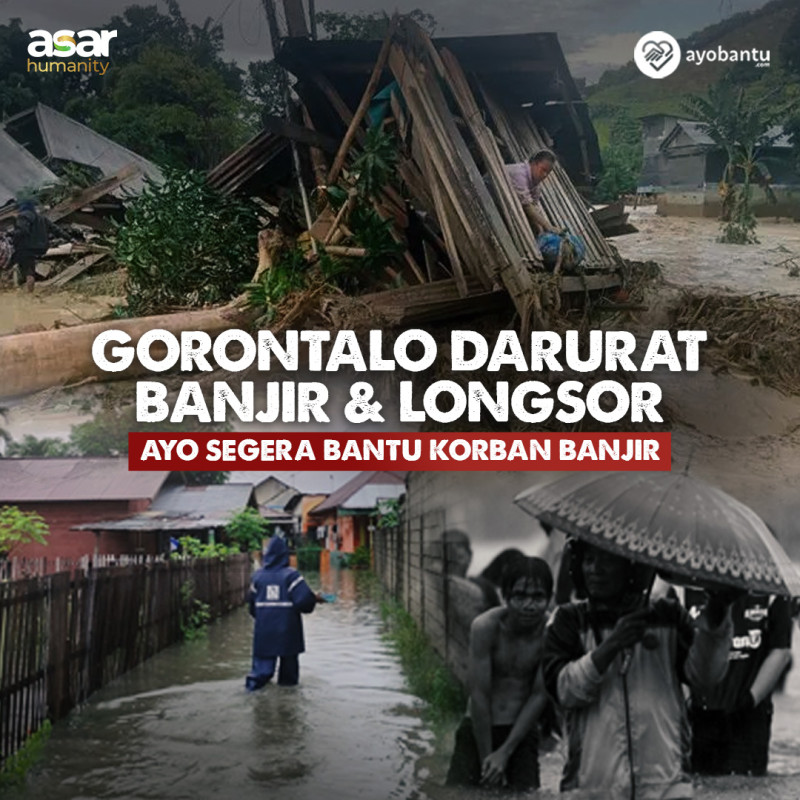 asar
humanity
ayobantu
.com
GORONTALO DARURAT
BANJIR & LONGSOR
AYO SEGERA BANTU KORBAN BANJIR